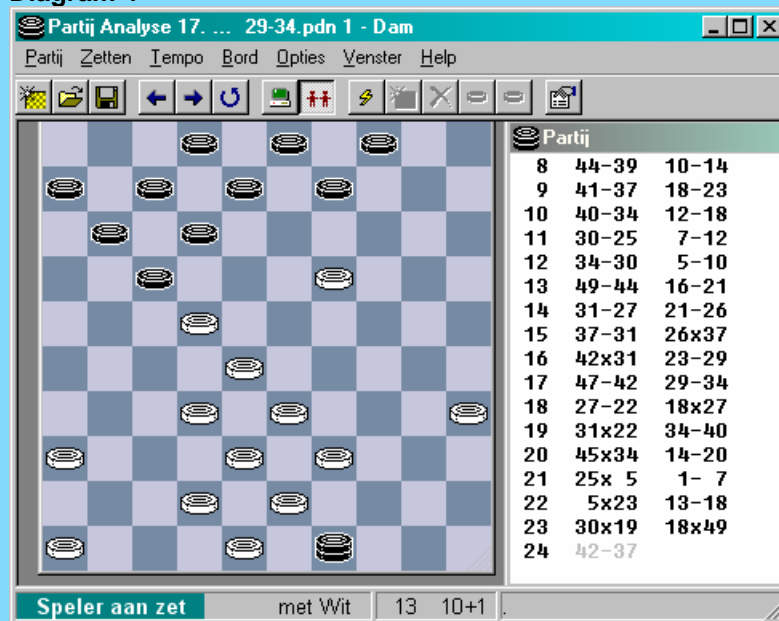 Partij Analyse 17. ... 29-34.pdn 1 - Dam
Partij Zetten Tempo Bord Opties Venster Help
Partij
8 44-39 10-14
9 41-37 18-23
10 40-34 12-18
11 30-25 7-12
12 34-30 5-10
13 49-44 16-21
14 31-27 21-26
15 37-31 26x37
16 42x31 23-29
17 47-42 29-34
18 27-22 18x27
19 31x22 34-40
20 45x34 14-20
21 25x 5 1- 7
22 5x23 13-18
23 30x19 18x49
24 42-37
Speler aan zet met Wit 13 10+1 .